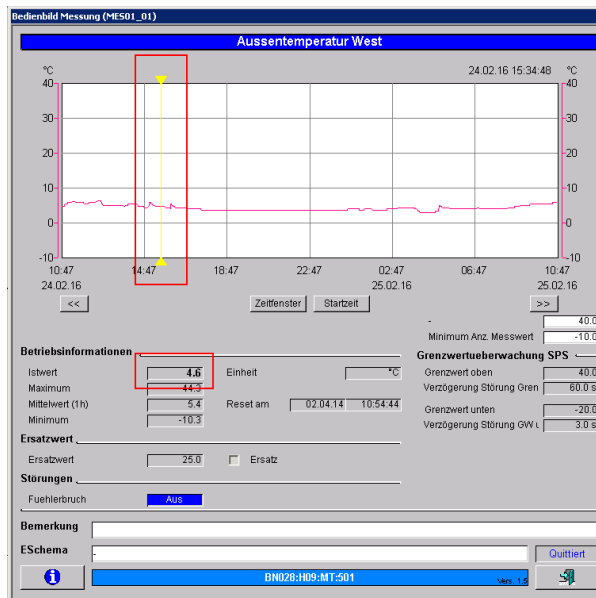 Bedienbild Messung (MES01_01)
Aussentemperatur West
°C 24.02.16 15:34:48 °C
40 40
30 30
20 20
10 10
0 0
-10 -10
10:47 14:47 18:47 22:47 02:47 06:47 10:47
24.02.16 25.02.16 25.02.16
<< Zeitfenster Startzeit >>
- 40.0
Minimum Anz. Messwert -10.0
Betriebsinformationen Grenzwertueberwachung SPS
Istwert 4.6 Einheit °C Grenzwert oben 40.0
Maximum 44.3 Verzögerung Störung Gren 60.0 s
Mittelwert (1h) 5.4 Reset am 02.04.14 10:54:44 Grenzwert unten -20.0
Minimum -10.3 Verzögerung Störung GW u 3.0 s
Ersatzwert
Ersatzwert 25.0 Ersatz
Störungen
Fuehlerbruch Aus
Bemerkung
ESchema - Quittiert
BN028:H09:MT:501 Vers. 1.5